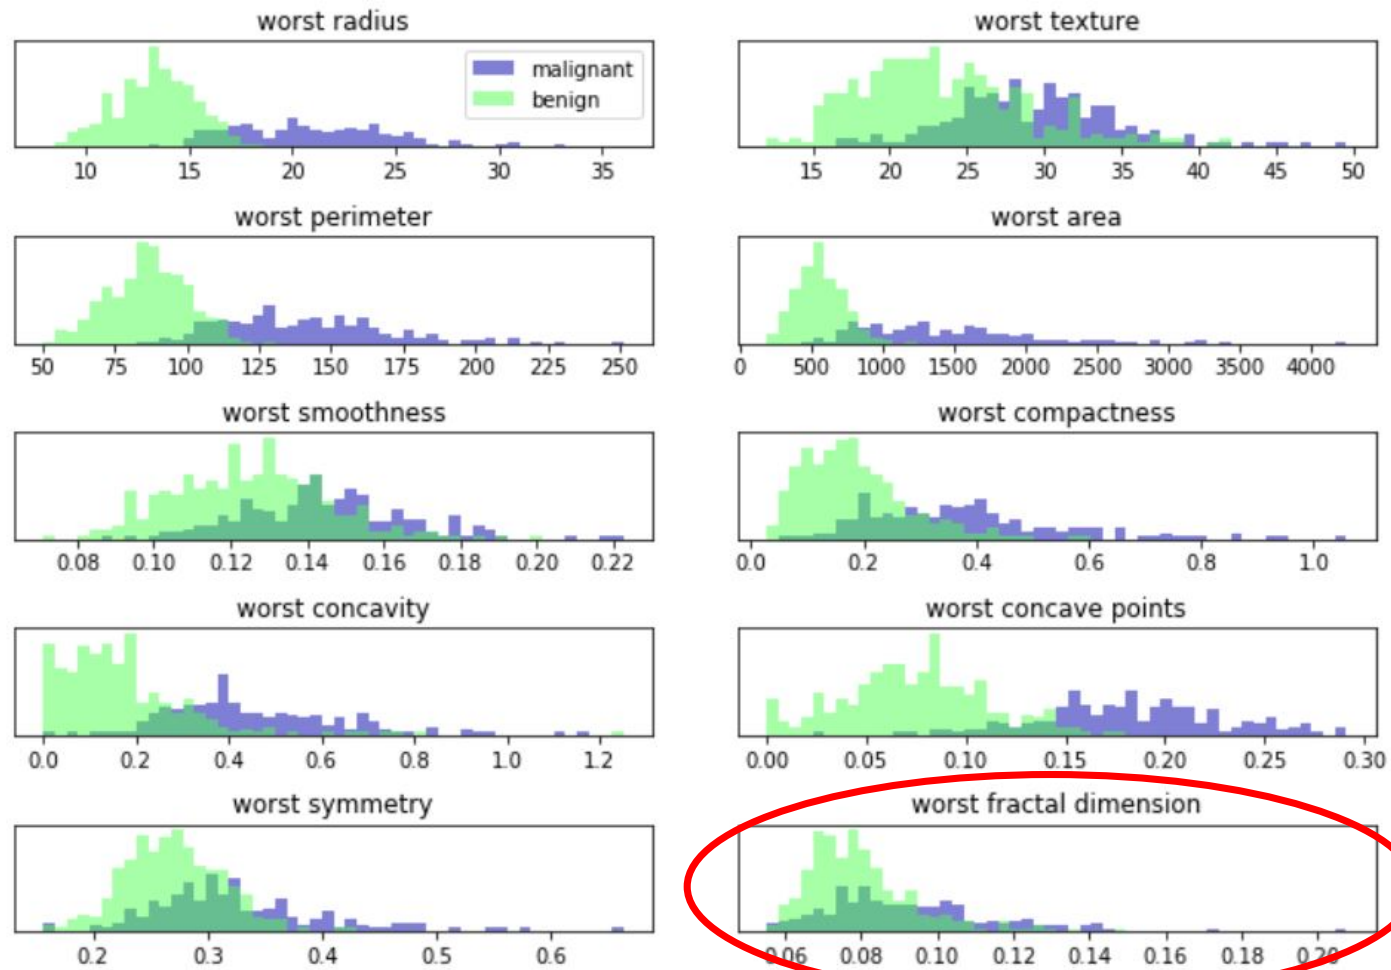 worst radius
malignant
benign
10 15 20 25 30 35
worst texture
15 20 25 30 35 40 45 50
worst perimeter
50 75 100 125 150 175 200 225 250
worst area
0 500 1000 1500 2000 2500 3000 3500 4000
worst smoothness
0.08 0.10 0.12 0.14 0.16 0.18 0.20 0.22
worst compactness
0.0 0.2 0.4 0.6 0.8 1.0
worst concavity
0.0 0.2 0.4 0.6 0.8 1.0 1.2
worst concave points
0.00 0.05 0.10 0.15 0.20 0.25 0.30
worst symmetry
0.2 0.3 0.4 0.5 0.6
worst fractal dimension
0.06 0.08 0.10 0.12 0.14 0.16 0.18 0.20